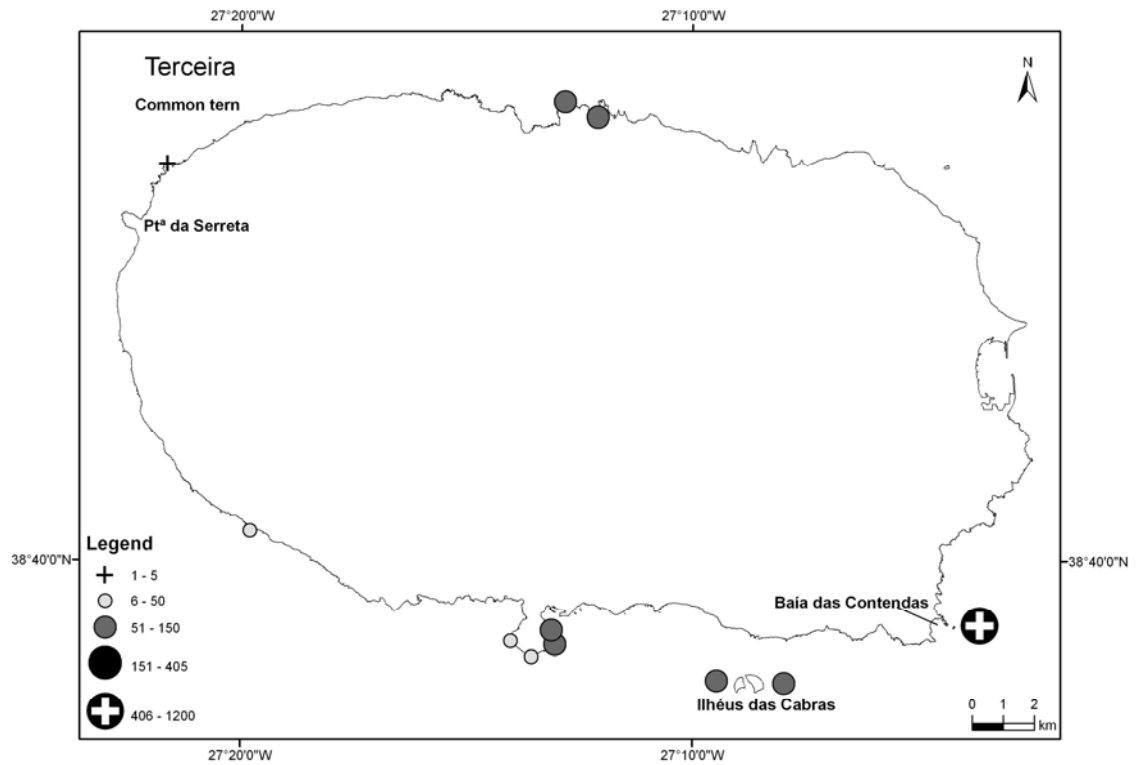 27°20'0"W
27°10'0"W
Terceira
N
Common tern
Ptª da Serreta
Legend
38°40'0"N
38°40'0"N
1 - 5
6 - 50
51 - 150
151 - 405
406 - 1200
Baía das Contendas
Ilhéus das Cabras
0 1 2
km
27°20'0"W
27°10'0"W